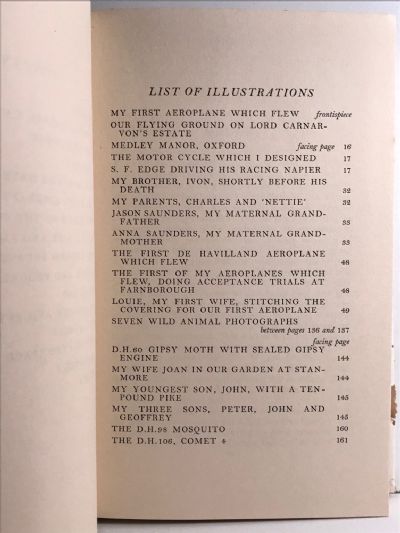 LIST OF ILLUSTRATIONS
MY FIRST AEROPLANE WHICH FLEW frontispiece
OUR FLYING GROUND ON LORD CARNAR-
VON'S ESTATE
MEDLEY MANOR, OXFORD facing page 16
THE MOTOR CYCLE WHICH I DESIGNED 17
S. F. EDGE DRIVING HIS RACING NAPIER 17
MY BROTHER, IVON, SHORTLY BEFORE HIS
DEATH 32
MY PARENTS, CHARLES AND 'NETTIE' 32
JASON SAUNDERS, MY MATERNAL GRAND-
FATHER 33
ANNA SAUNDERS, MY MATERNAL GRAND-
MOTHER 33
THE FIRST DE HAVILLAND AEROPLANE
WHICH FLEW 48
THE FIRST OF MY AEROPLANES WHICH
FLEW, DOING ACCEPTANCE TRIALS AT
FARNBOROUGH 48
LOUIE, MY FIRST WIFE, STITCHING THE
COVERING FOR OUR FIRST AEROPLANE 49
SEVEN WILD ANIMAL PHOTOGRAPHS
between pages 136 and 137
facing page
D.H.60 GIPSY MOTH WITH SEALED GIPSY
ENGINE 144
MY WIFE JOAN IN OUR GARDEN AT STAN-
MORE 144
MY YOUNGEST SON, JOHN, WITH A TEN-
POUND PIKE 145
MY THREE SONS, PETER, JOHN AND
GEOFFREY 145
THE D.H.98 MOSQUITO 160
THE D.H.106, COMET 4 161